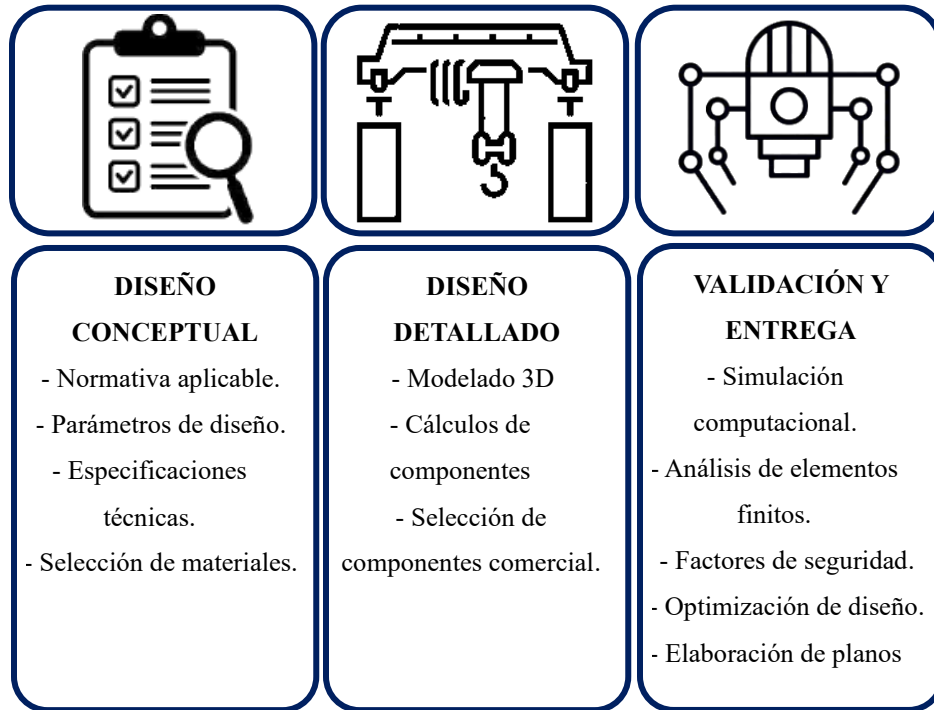 DISEÑO
CONCEPTUAL
- Normativa aplicable.
- Parámetros de diseño.
- Especificaciones
técnicas.
- Selección de materiales.
DISEÑO
DETALLADO
- Modelado 3D
- Cálculos de
componentes
- Selección de
componentes comercial.
VALIDACIÓN Y
ENTREGA
- Simulación
computacional.
- Análisis de elementos
finitos.
- Factores de seguridad.
- Optimización de diseño.
- Elaboración de planos